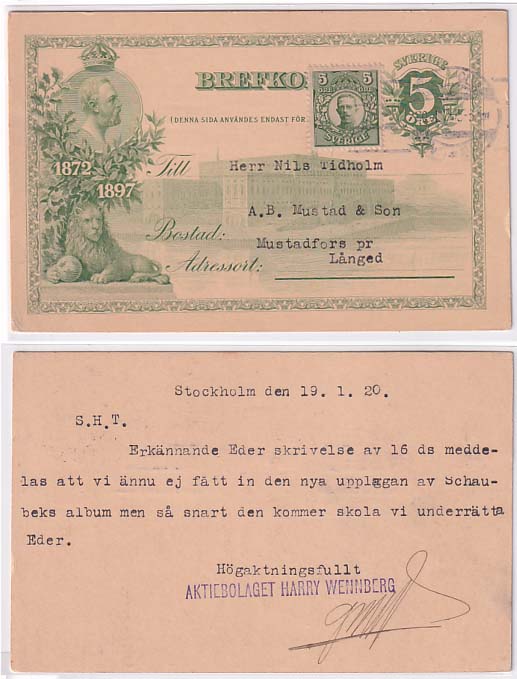 BREFKO
SVERIGE
5 5
ÖRE ÖRE
SVERIGE
5
ÖRE
(DENNA SIDA ANVÄNDES ENDAST FÖR
1872
1897
Till Herr Nils Tidholm
A.B. Mustad & Son
Bostad: Mustadfors pr
Adressort: Långed
Stockholm den 19. 1. 20.
S.H.T.
Erkännande Eder skrivelse av 16 ds medde-
las att vi ännu ej fått in den nya upplagan av Schau-
beks album men så snart den kommer skola vi underrätta
Eder.
Högaktningsfullt
AKTIEBOLAGET HARRY WENNBERG